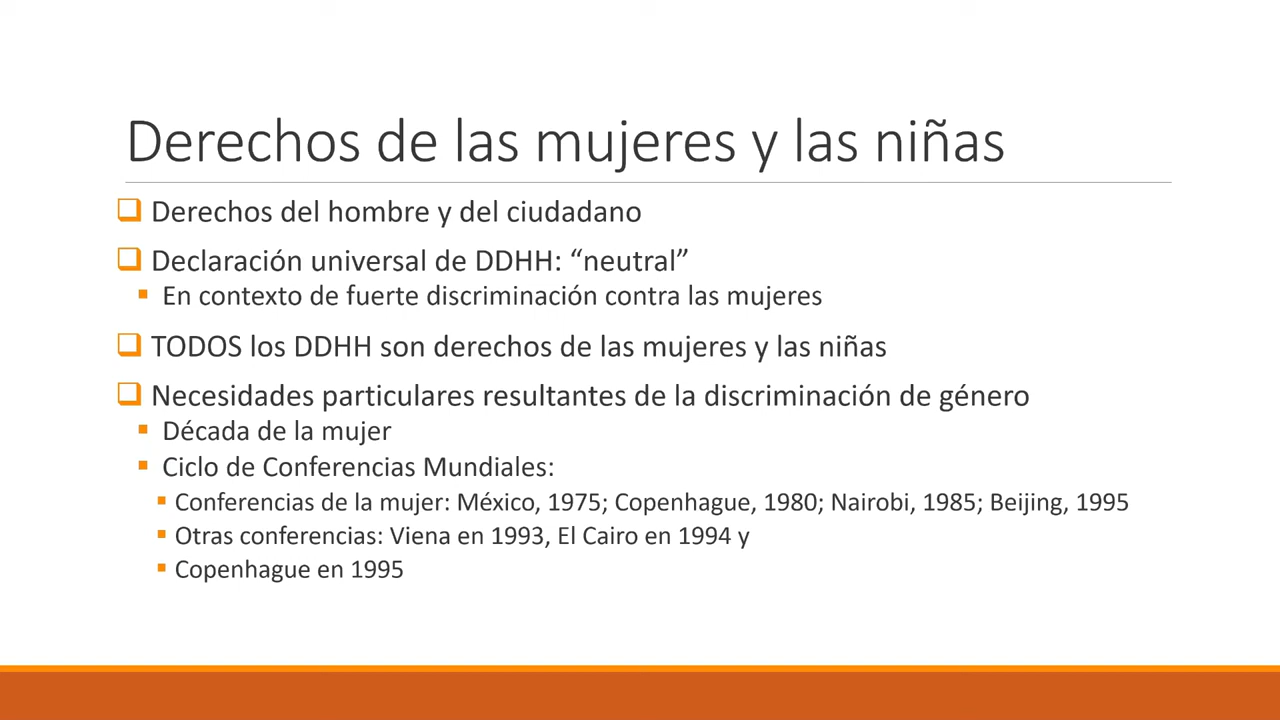 Derechos de las mujeres y las niñas
Derechos del hombre y del ciudadano
Declaración universal de DDHH: “neutral”
En contexto de fuerte discriminación contra las mujeres
TODOS los DDHH son derechos de las mujeres y las niñas
Necesidades particulares resultantes de la discriminación de género
Década de la mujer
Ciclo de Conferencias Mundiales:
Conferencias de la mujer: México, 1975; Copenhague, 1980; Nairobi, 1985; Beijing, 1995
Otras conferencias: Viena en 1993, El Cairo en 1994 y
Copenhague en 1995